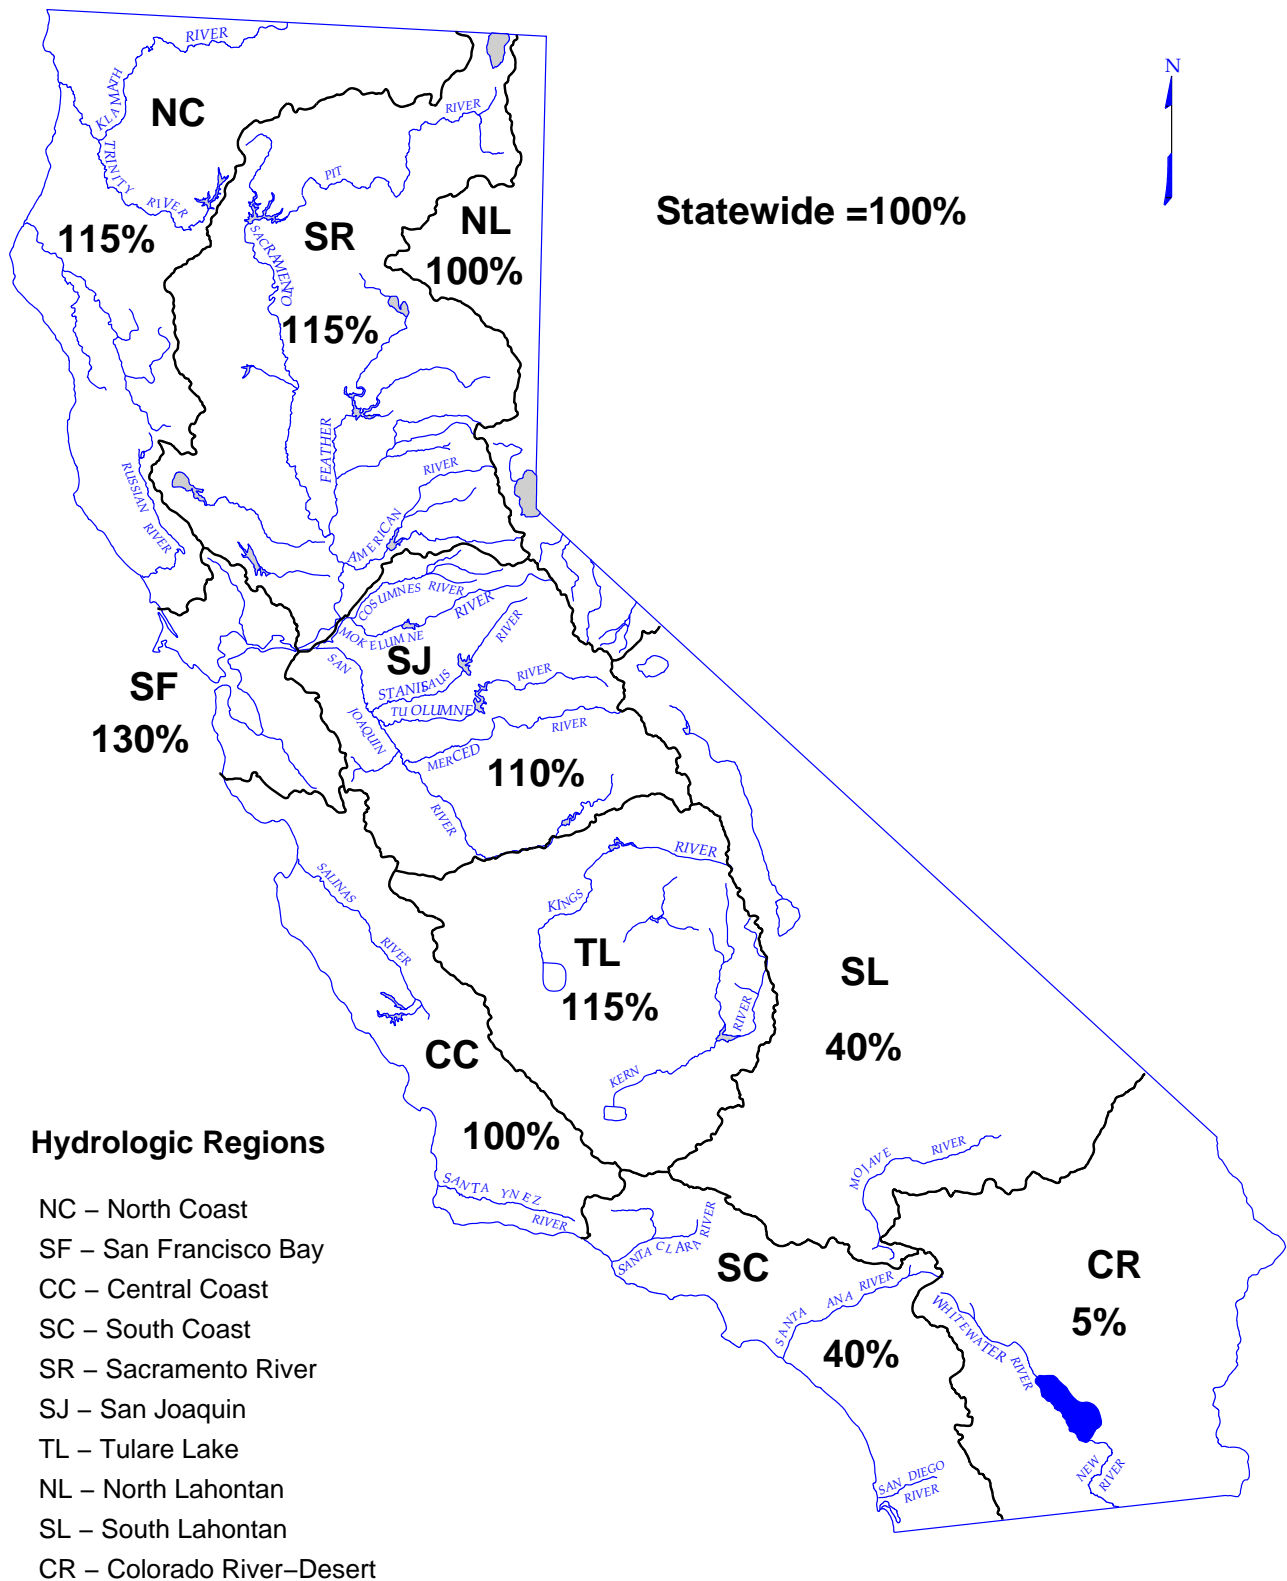 RIVER
N
KLAMATH
NC
RIVER
TRINITY
PIT
RIVER
NL
Statewide =100%
115%
SR
SACRAMENTO
100%
115%
FEATHER
RIVER
RUSSIAN RIVER
AMERICAN
COSUMNES RIVER
RIVER
MOKELUMNE
RIVER
SAN
SJ
SF
STANISLAUS
RIVER
TUOLUMNE
130%
JOAQUIN
RIVER
MERCED
110%
RIVER
RIVER
SALINAS
KINGS
RIVER
TL
SL
115%
RIVER
40%
CC
KERN
100%
Hydrologic Regions
MOJAVE
RIVER
SANTA YNEZ
NC – North Coast
RIVER
RIVER
SF – San Francisco Bay
SANTA CLARA
SC
CR
CC – Central Coast
SANTA ANA RIVER
5%
SC – South Coast
WHITEWATER
RIVER
40%
SR – Sacramento River
SJ – San Joaquin
TL – Tulare Lake
NEW
RIVER
NL – North Lahontan
SAN DIEGO
RIVER
SL – South Lahontan
CR – Colorado River–Desert